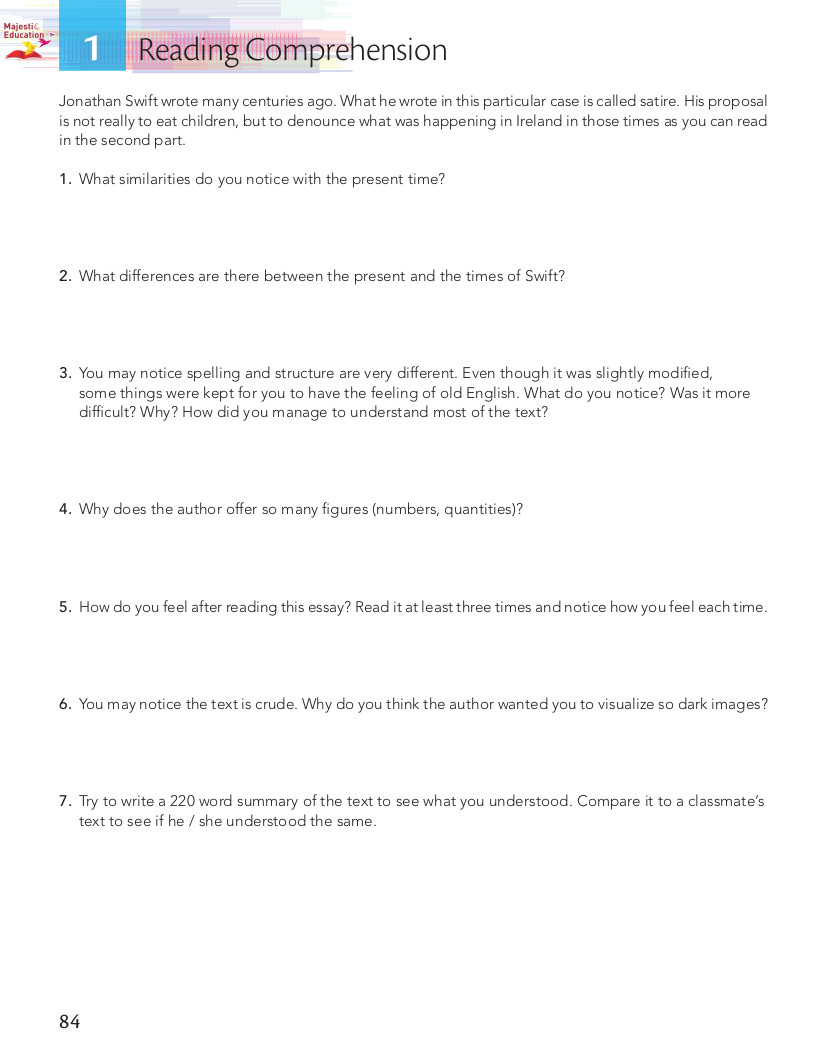 Majestic
Education
1 Reading Comprehension
Jonathan Swift wrote many centuries ago. What he wrote in this particular case is called satire. His proposal
is not really to eat children, but to denounce what was happening in Ireland in those times as you can read
in the second part.
1. What similarities do you notice with the present time?
2. What differences are there between the present and the times of Swift?
3. You may notice spelling and structure are very different. Even though it was slightly modified,
some things were kept for you to have the feeling of old English. What do you notice? Was it more
difficult? Why? How did you manage to understand most of the text?
4. Why does the author offer so many figures (numbers, quantities)?
5. How do you feel after reading this essay? Read it at least three times and notice how you feel each time.
6. You may notice the text is crude. Why do you think the author wanted you to visualize so dark images?
7. Try to write a 220 word summary of the text to see what you understood. Compare it to a classmate's
text to see if he / she understood the same.
84